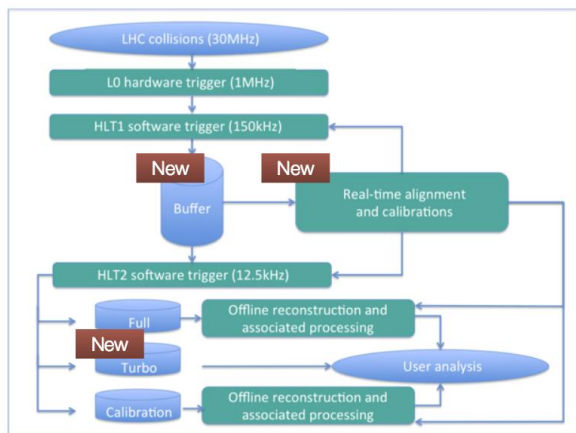 LHC collisions (30MHz)
L0 hardware trigger (1MHz)
HLT1 software trigger (150kHz)
New
New
Buffer
Real-time alignment
and calibrations
HLT2 software trigger (12.5kHz)
Full
Offline reconstruction and
associated processing
New
Turbo
User analysis
Calibration
Offline reconstruction and
associated processing